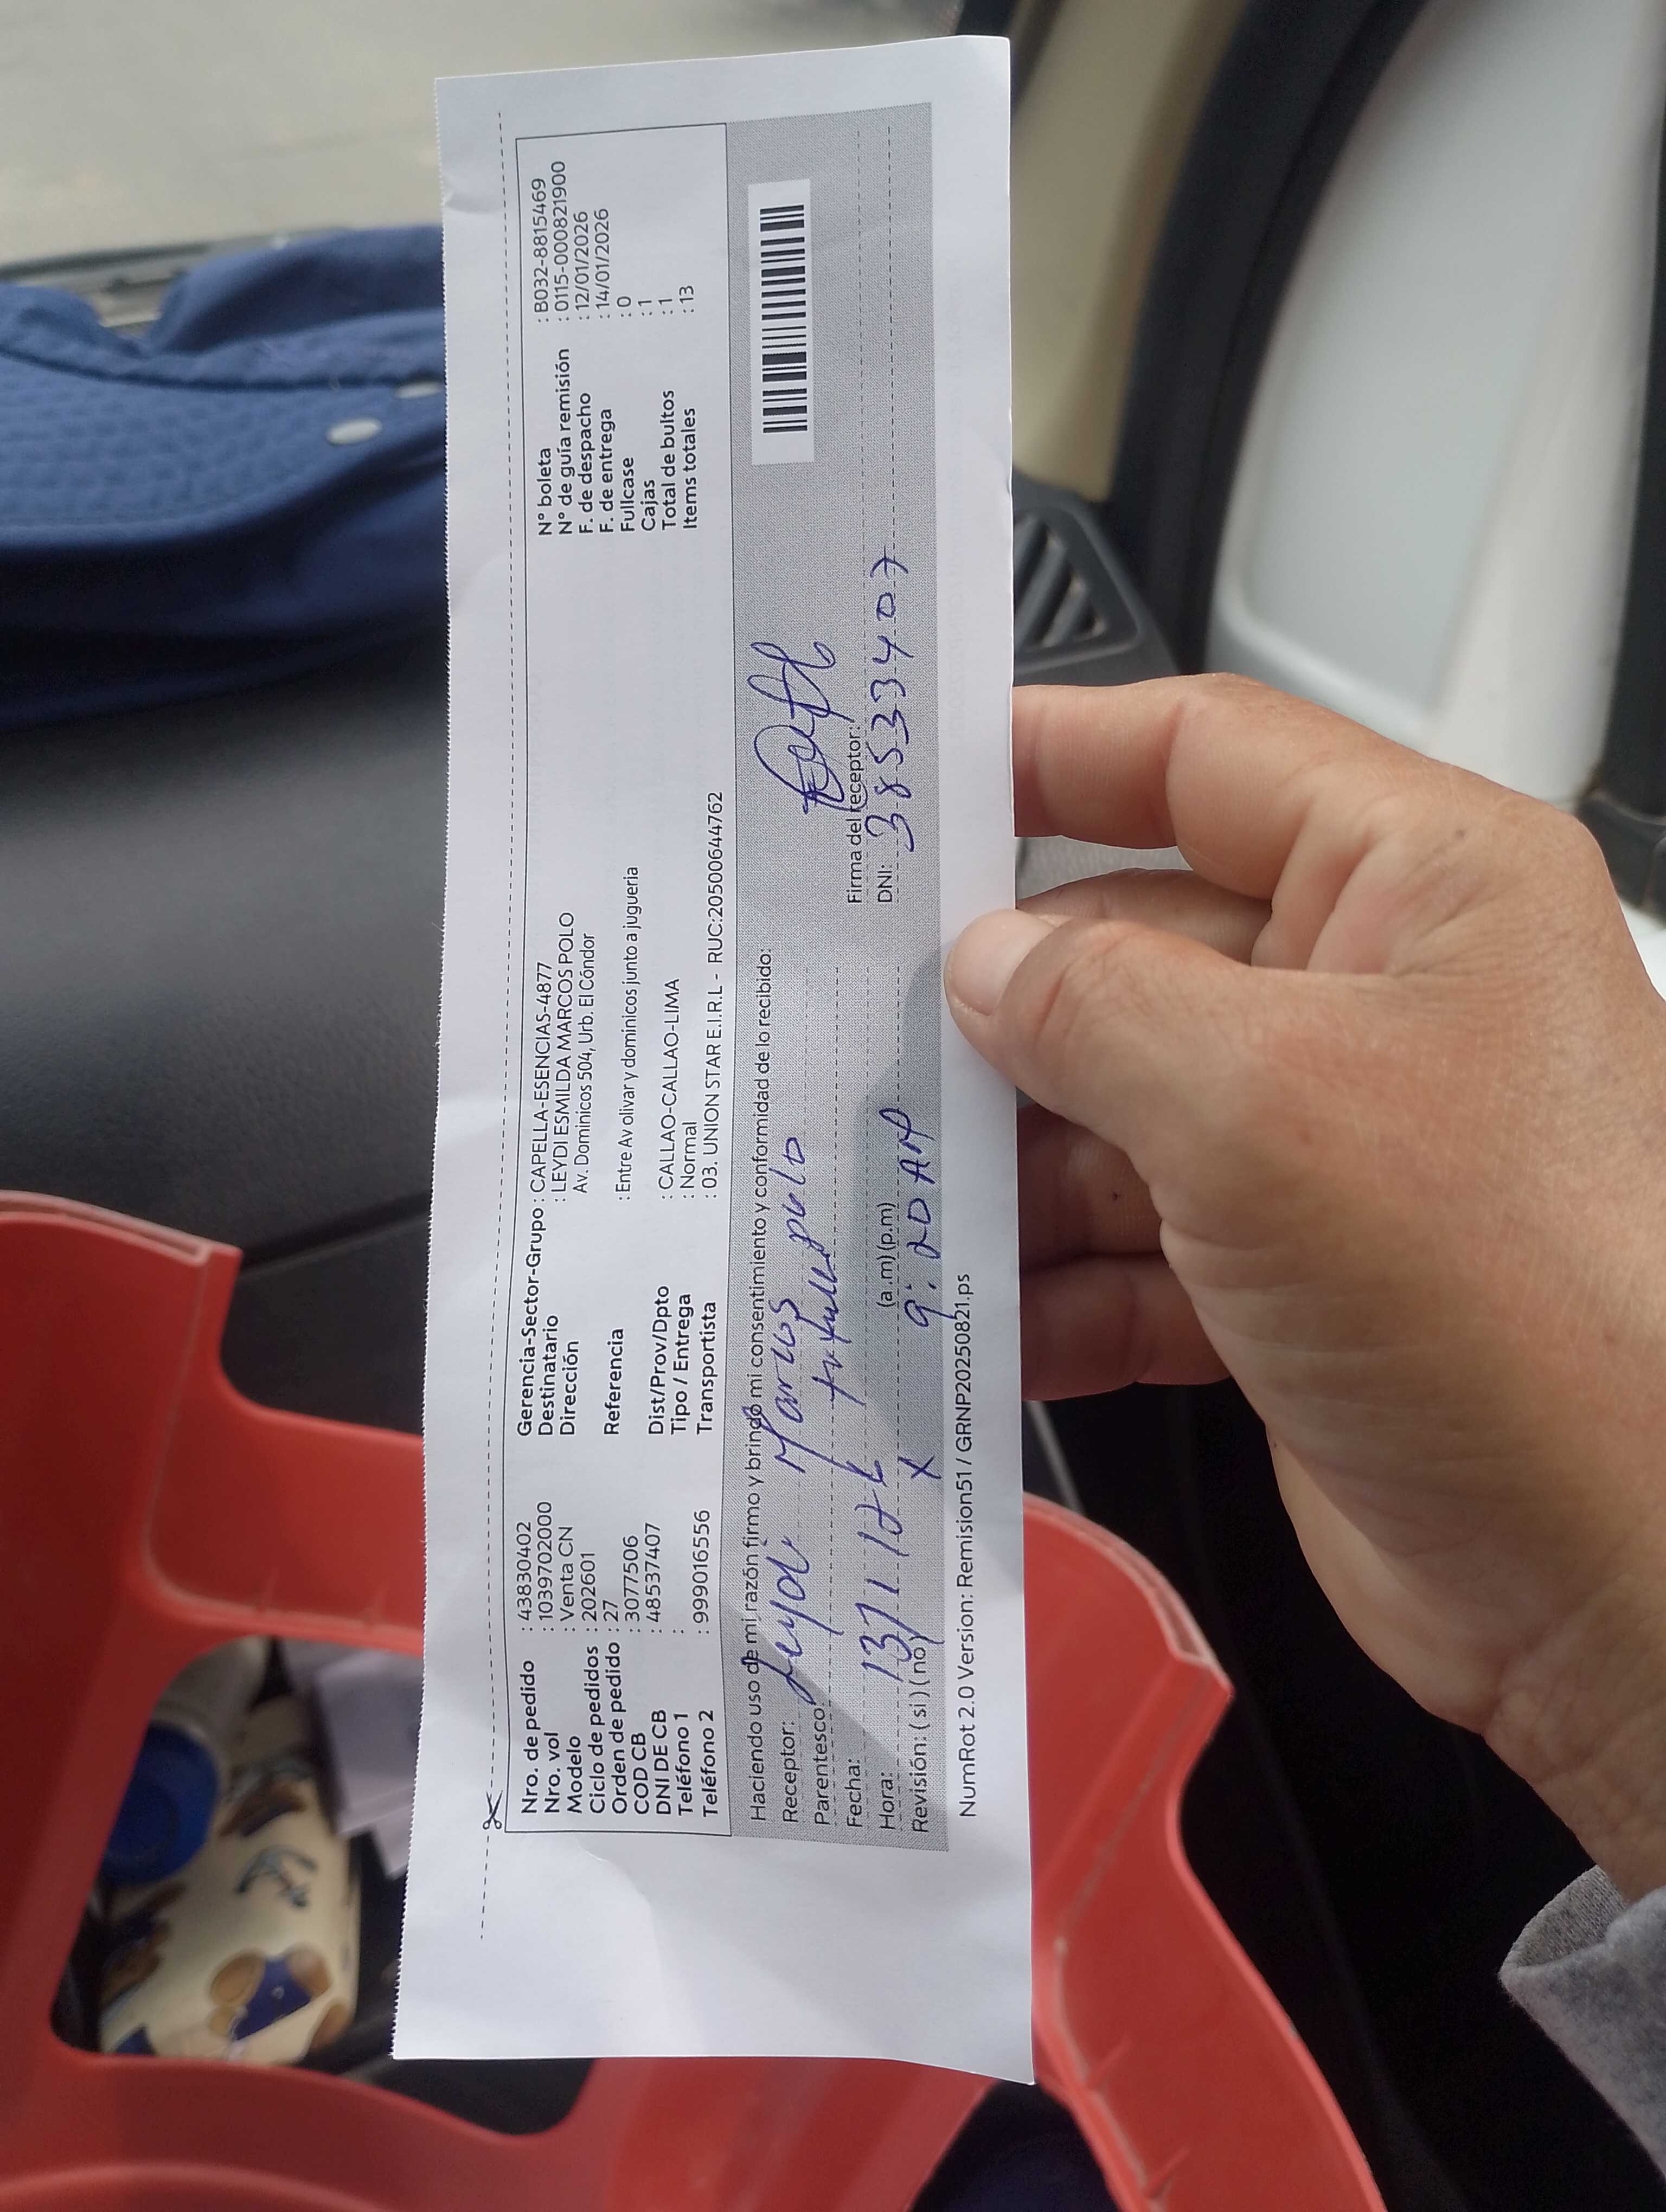 Nro. de pedido : 43830402
Nro. vol : 10397020​00
Modelo : Venta CN
Ciclo de pedidos : 202601
Orden de pedido : 27
COD CB : 3077506
DNI DE CB : 48537407
Teléfono 1 :
Teléfono 2 : 999016556
Gerencia-Sector-Grupo : CAPELLA-ESENCIAS-4877
Destinatario : LEYDI ESMILDA MARCOS POLO
Dirección Av. Dominicos 504, Urb. El Cóndor
Referencia : Entre Av olivar y dominicos junto a jugueria
Dist/Prov/Dpto : CALLAO-CALLAO-LIMA
Tipo / Entrega : Normal
Transportista : 03. UNION STAR E.I.R.L - RUC:20500644762
N° boleta : B032-8815469
N° de guía remisión : 0115-000821900
F. de despacho : 12/01/2026
F. de entrega : 14/01/2026
Fullcase : 0
Cajas : 1
Total de bultos : 1
Items totales : 13
Haciendo uso de mi razón firmo y brindo mi consentimiento y conformidad de lo recibido:
Receptor: Leydi Marcos polo
Parentesco:
Fecha: 13/1/26
Hora: (a.m) (p.m) 9:20 AM
Revisión: ( si ) ( no ) X
Firma del receptor:
DNI: 38533407
NumRot 2.0 Version: Remision51 / GRNP20250821.ps